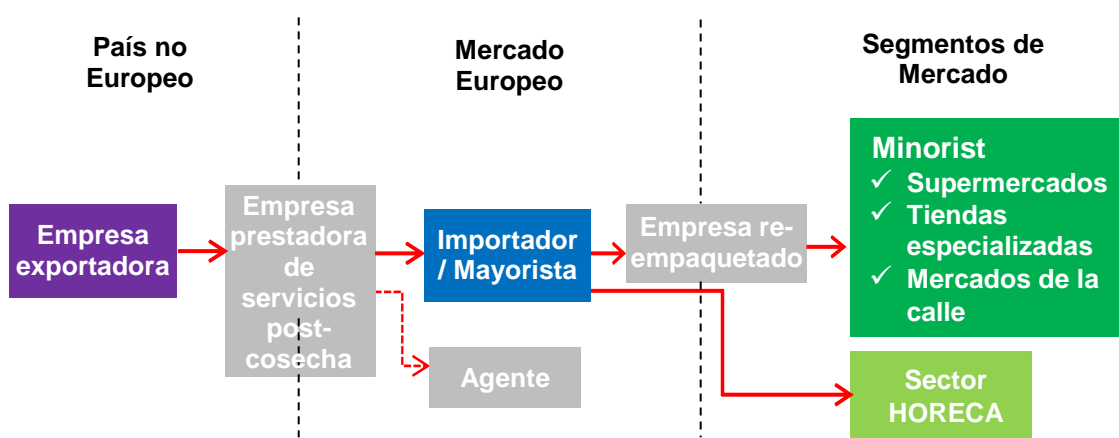 País no
Europeo
Mercado
Europeo
Segmentos de
Mercado
Empresa
exportadora
Empresa
prestadora
de
servicios
post-
cosecha
Importador
/ Mayorista
Agente
Empresa re-
empaquetado
Minorist
✓ Supermercados
✓ Tiendas
especializadas
✓ Mercados de la
calle
Sector
HORECA